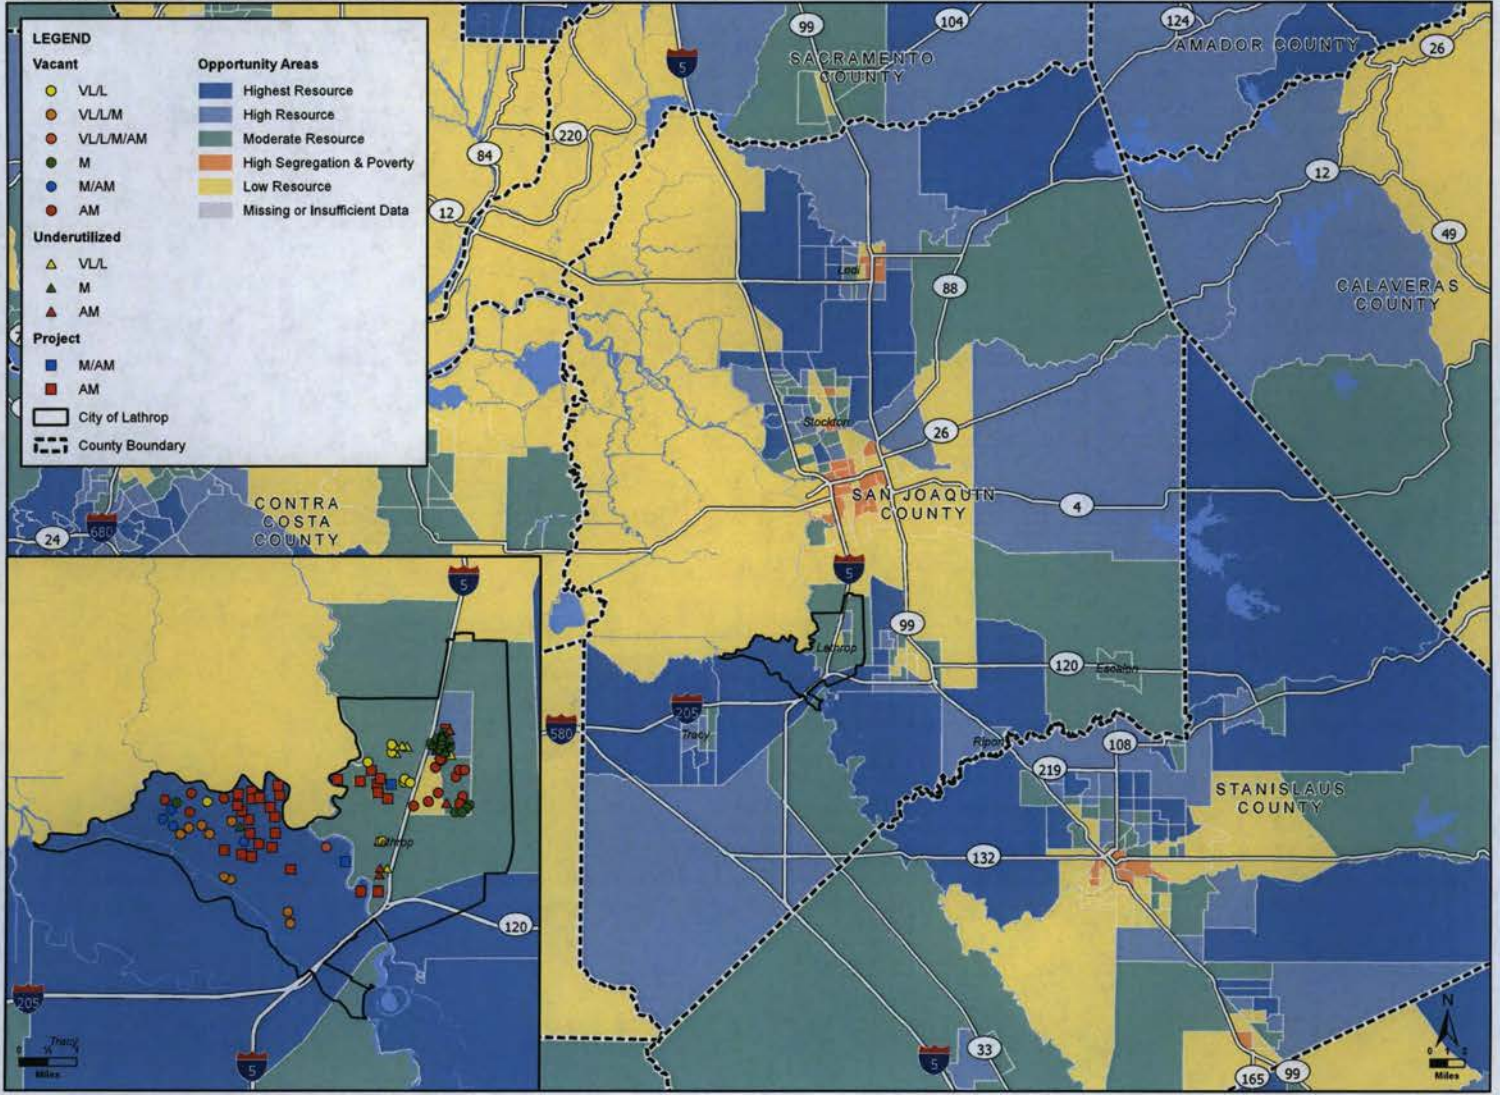 LEGEND
Vacant
VL/L
VL/L/M
VL/L/M/AM
M
M/AM
AM
Underutilized
VL/L
M
AM
Project
M/AM
AM
City of Lathrop
County Boundary
Opportunity Areas
Highest Resource
High Resource
Moderate Resource
High Segregation & Poverty
Low Resource
Missing or Insufficient Data
99
104
124
26
5
SACRAMENTO
COUNTY
AMADOR COUNTY
220
84
12
12
49
Lodi
88
CALAVERAS
COUNTY
Stockton
26
SAN JOAQUIN
COUNTY
4
CONTRA
COSTA
COUNTY
24
680
5
99
Lathrop
120
Escalon
205
580
Tracy
Ripon
108
219
STANISLAUS
COUNTY
132
5
33
165
99
N
Miles
5
Lathrop
120
205
5
Tracy
Miles